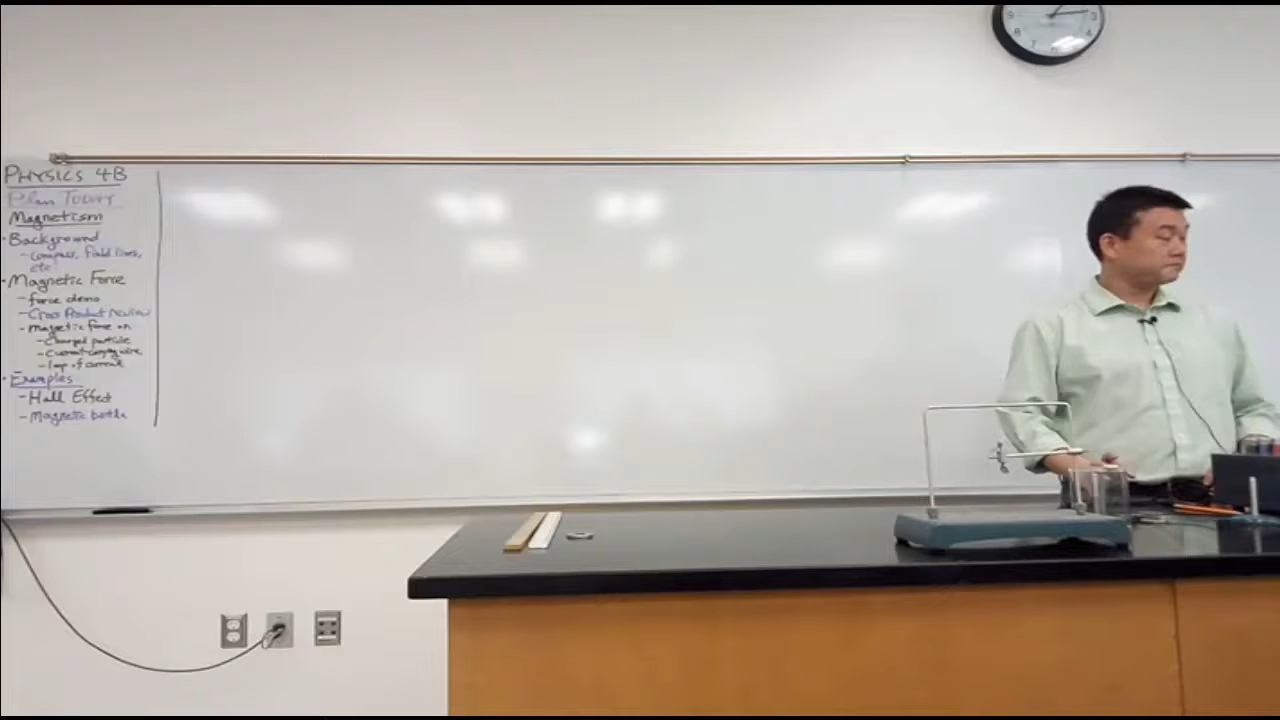 PHYSICS 4B
Plan TODAY
Magnetism
• Background
- compass, field lines,
etc
• Magnetic Force
- force demo
- Cross Product review
- Magnetic force on
- Charged particle
- Current carrying wire
- loop of current
• Examples
- Hall Effect
- Magnetic bottle